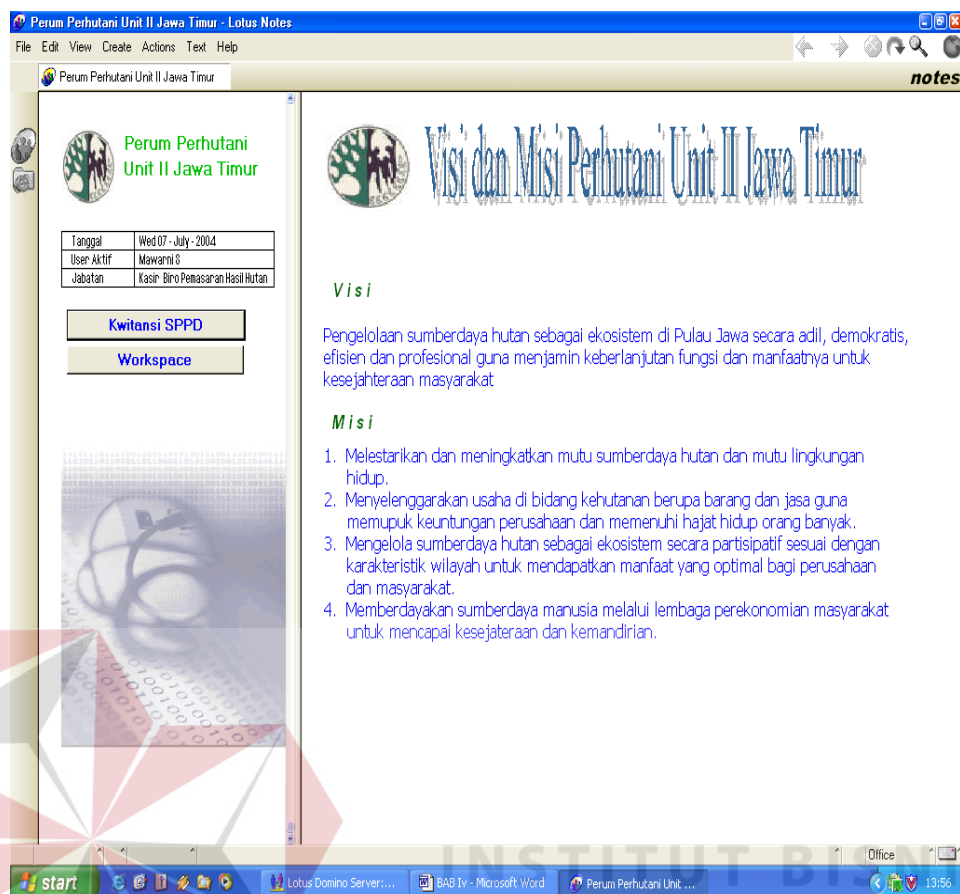 Perum Perhutani Unit II Jawa Timur - Lotus Notes
File Edit View Create Actions Text Help
Perum Perhutani Unit II Jawa Timur
notes
Perum Perhutani
Unit II Jawa Timur
Tanggal Wed 07 - July - 2004
User Aktif Mawarni S
Jabatan Kasir Biro Pemasaran Hasil Hutan
Kwitansi SPPD
Workspace
Visi dan Misi Perhutani Unit II Jawa Timur
Visi
Pengelolaan sumberdaya hutan sebagai ekosistem di Pulau Jawa secara adil, demokratis,
efisien dan profesional guna menjamin keberlanjutan fungsi dan manfaatnya untuk
kesejahteraan masyarakat
Misi
1. Melestarikan dan meningkatkan mutu sumberdaya hutan dan mutu lingkungan
hidup.
2. Menyelenggarakan usaha di bidang kehutanan berupa barang dan jasa guna
memupuk keuntungan perusahaan dan memenuhi hajat hidup orang banyak.
3. Mengelola sumberdaya hutan sebagai ekosistem secara partisipatif sesuai dengan
karakteristik wilayah untuk mendapatkan manfaat yang optimal bagi perusahaan
dan masyarakat.
4. Memberdayakan sumberdaya manusia melalui lembaga perekonomian masyarakat
untuk mencapai kesejateraan dan kemandirian.
Office
INSTITUT BISNI
start
Lotus Domino Server:...
BAB Iv - Microsoft Word
Perum Perhutani Unit ...
13:56